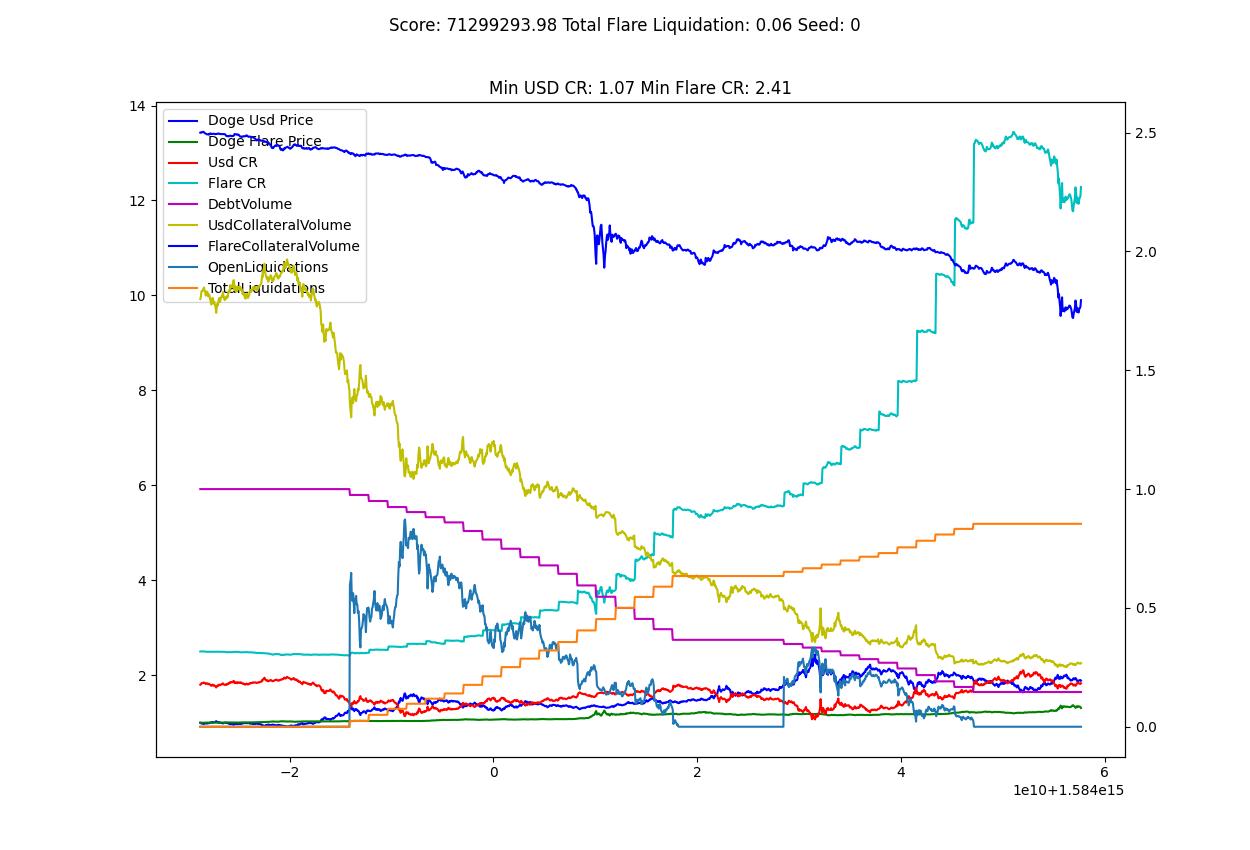 Score: 71299293.98 Total Flare Liquidation: 0.06 Seed: 0
Min USD CR: 1.07 Min Flare CR: 2.41
Doge Usd Price
Doge Flare Price
Usd CR
Flare CR
DebtVolume
UsdCollateralVolume
FlareCollateralVolume
OpenLiquidations
TotalLiquidations
14
12
10
8
6
4
2
2.5
2.0
1.5
1.0
0.5
0.0
−2 0 2 4 6
1e10+1.584e15